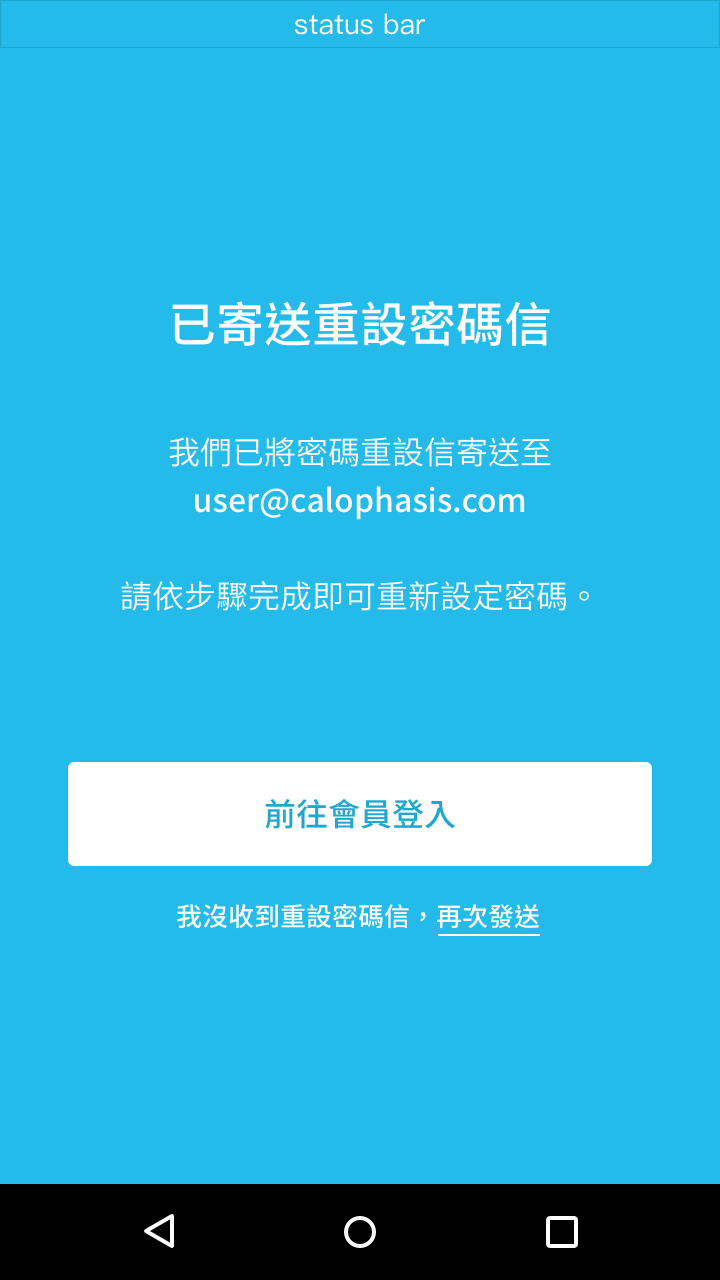 status bar
已寄送重設密碼信
我們已將密碼重設信寄送至
user@calophasis.com
請依步驟完成即可重新設定密碼。
前往會員登入
我沒收到重設密碼信，再次發送